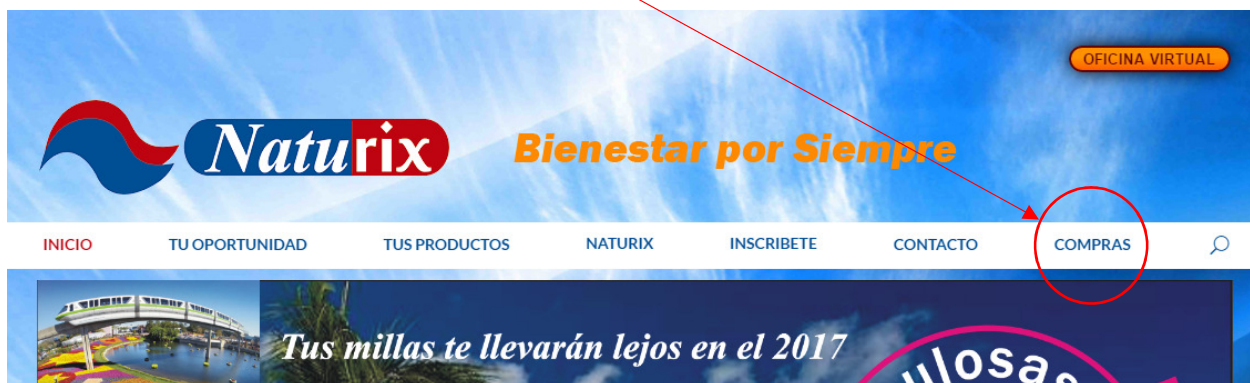 OFICINA VIRTUAL
Naturix
Bienestar por Siempre
INICIO TU OPORTUNIDAD TUS PRODUCTOS NATURIX INSCRIBETE CONTACTO COMPRAS
Tus millas te llevarán lejos en el 2017